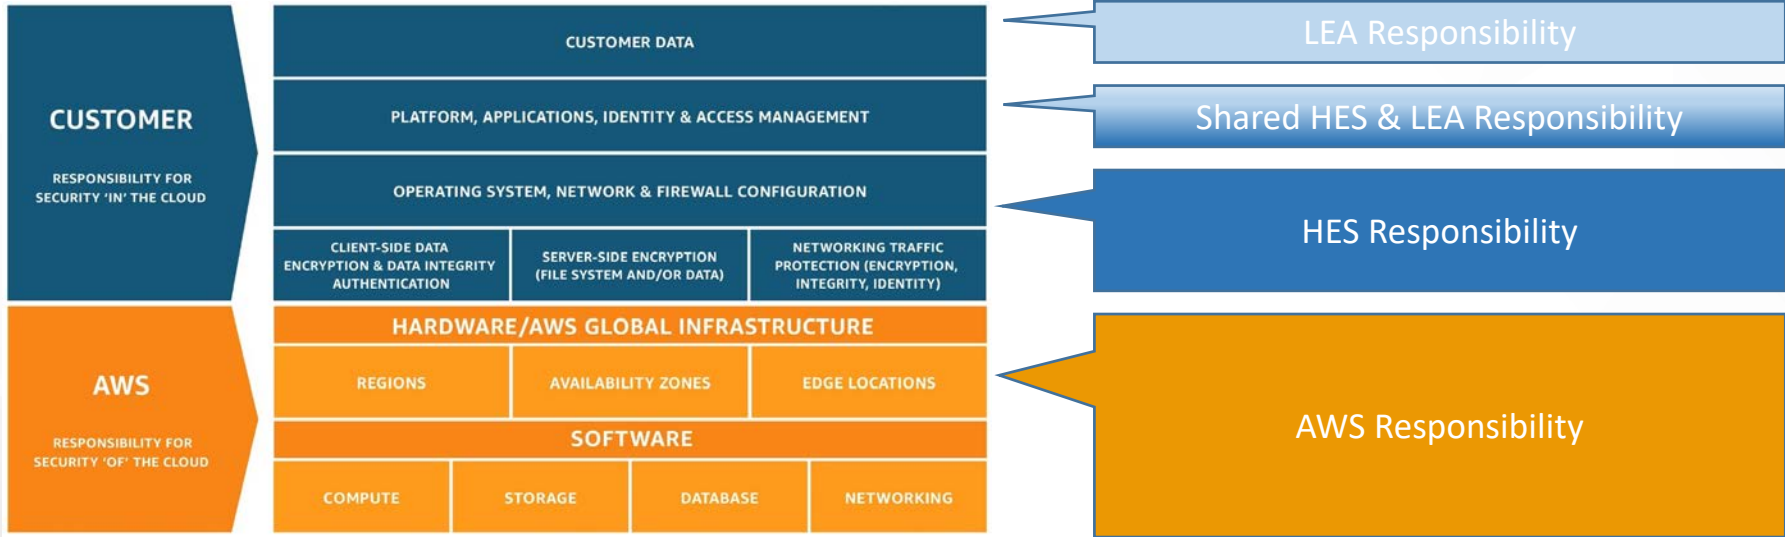 CUSTOMER
RESPONSIBILITY FOR
SECURITY 'IN' THE CLOUD
CUSTOMER DATA
PLATFORM, APPLICATIONS, IDENTITY & ACCESS MANAGEMENT
OPERATING SYSTEM, NETWORK & FIREWALL CONFIGURATION
CLIENT-SIDE DATA
ENCRYPTION & DATA INTEGRITY
AUTHENTICATION
SERVER-SIDE ENCRYPTION
(FILE SYSTEM AND/OR DATA)
NETWORKING TRAFFIC
PROTECTION (ENCRYPTION,
INTEGRITY, IDENTITY)
AWS
RESPONSIBILITY FOR
SECURITY 'OF' THE CLOUD
HARDWARE/AWS GLOBAL INFRASTRUCTURE
REGIONS
AVAILABILITY ZONES
EDGE LOCATIONS
SOFTWARE
COMPUTE
STORAGE
DATABASE
NETWORKING
LEA Responsibility
Shared HES & LEA Responsibility
HES Responsibility
AWS Responsibility